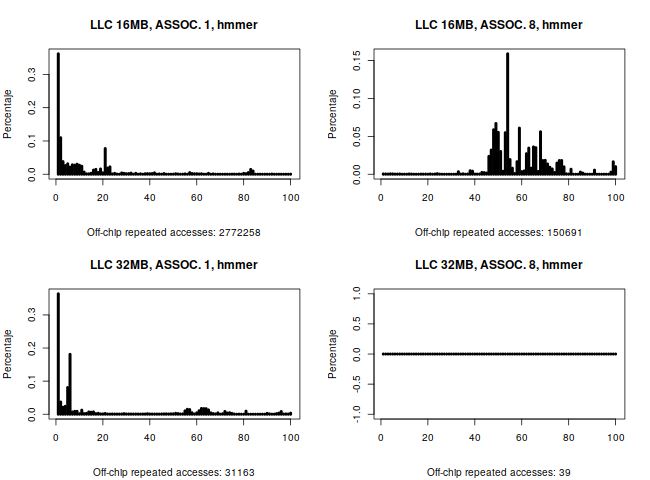 LLC 16MB, ASSOC. 1, hmmer
Percentaje
0.0 0.1 0.2 0.3
0 20 40 60 80 100
Off-chip repeated accesses: 2772258
LLC 16MB, ASSOC. 8, hmmer
Percentaje
0.00 0.05 0.10 0.15
0 20 40 60 80 100
Off-chip repeated accesses: 150691
LLC 32MB, ASSOC. 1, hmmer
Percentaje
0.0 0.1 0.2 0.3
0 20 40 60 80 100
Off-chip repeated accesses: 31163
LLC 32MB, ASSOC. 8, hmmer
Percentaje
-1.0 -0.5 0.0 0.5 1.0
0 20 40 60 80 100
Off-chip repeated accesses: 39